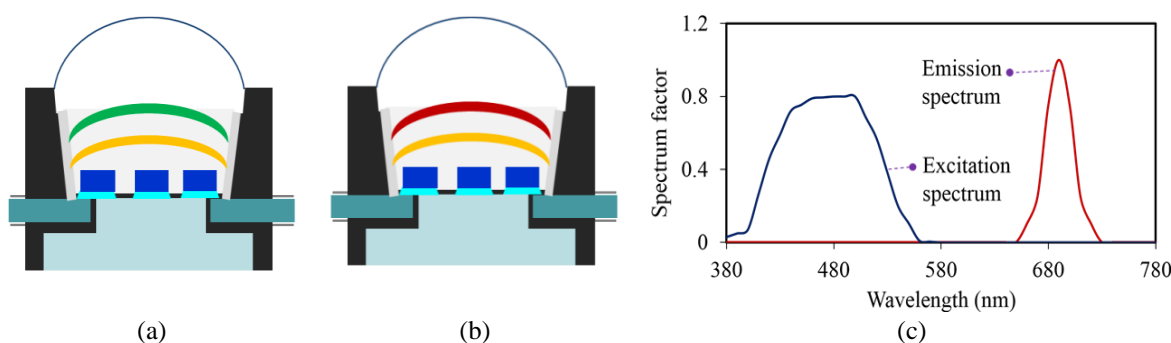 1.2
0.8
0.4
0
Spectrum factor
Emission
spectrum
Excitation
spectrum
380 480 580 680 780
Wavelength (nm)
(a) (b) (c)